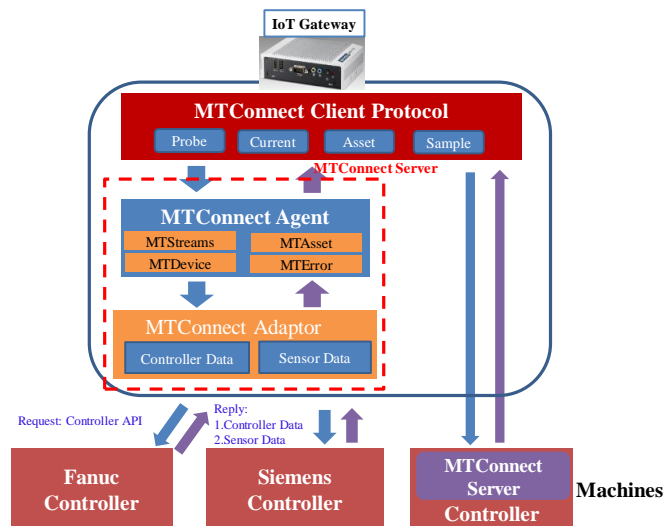 IoT Gateway
MTConnect Client Protocol
Probe
Current
Asset
Sample
MTConnect Server
MTConnect Agent
MTStreams
MTAsset
MTDevice
MTError
MTConnect Adaptor
Controller Data
Sensor Data
Request: Controller API
Reply:
1.Controller Data
2.Sensor Data
Fanuc
Controller
Siemens
Controller
MTConnect
Server
Controller
Machines